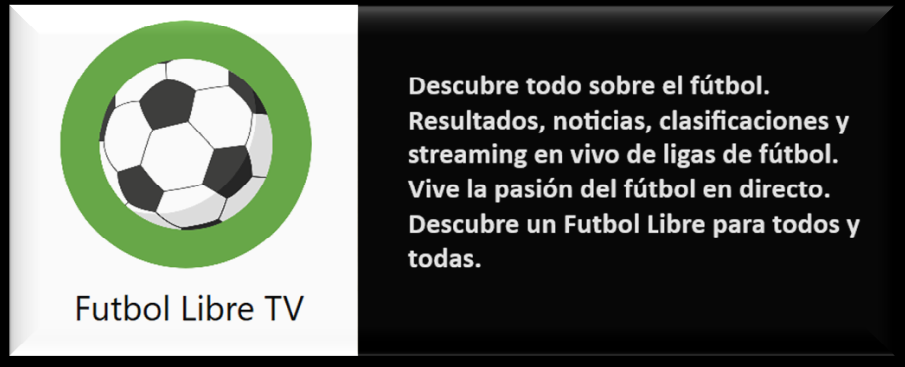 Futbol Libre TV
Descubre todo sobre el fútbol.
Resultados, noticias, clasificaciones y
streaming en vivo de ligas de fútbol.
Vive la pasión del fútbol en directo.
Descubre un Futbol Libre para todos y
todas.